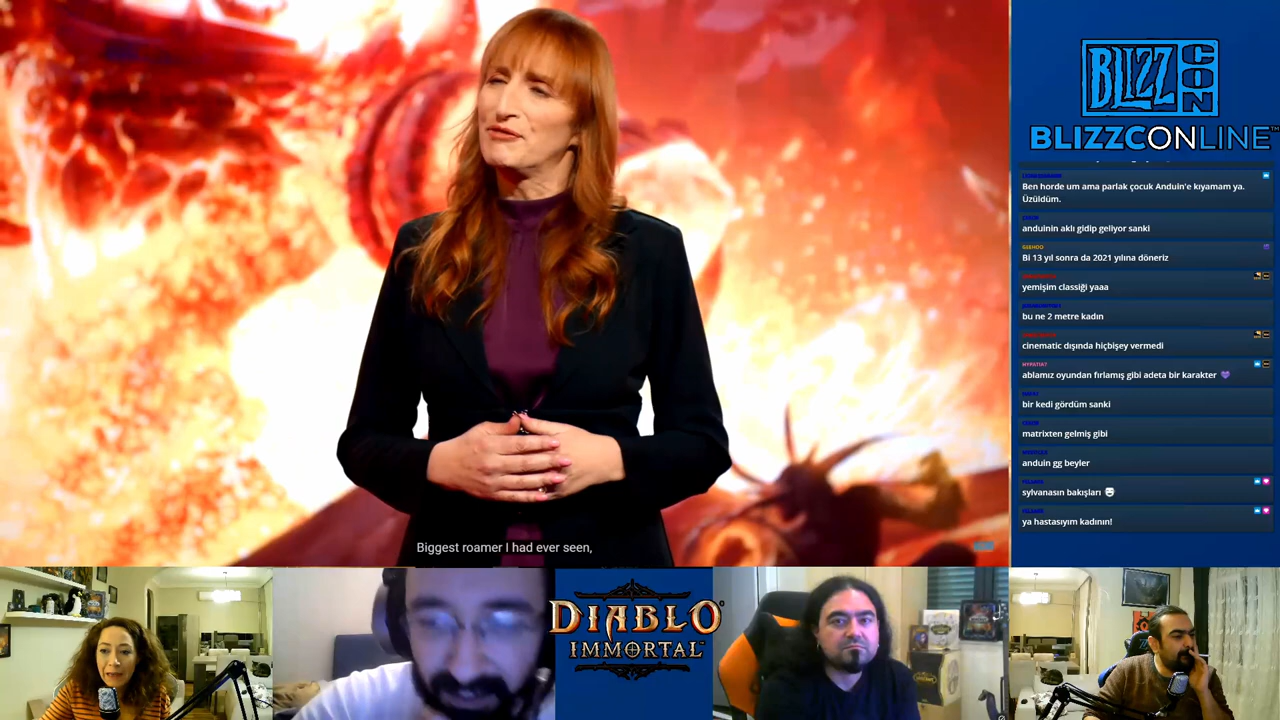 BLIZZ
CON
BLIZZCONLINE™
Ben horde um ama parlak çocuk Anduin'e kıyamam ya.
Üzüldüm.
anduinin aklı gidip geliyor sanki
GEEHOO
Bi 13 yıl sonra da 2021 yılına döneriz
yemişim classiği yaaa
bu ne 2 metre kadın
cinematic dışında hiçbişey vermedi
HYPATIA7
ablamız oyundan fırlamış gibi adeta bir karakter
bir kedi gördüm sanki
matrixten gelmiş gibi
anduin gg beyler
sylvanasın bakışları
ya hastasıyım kadının!
Biggest roamer I had ever seen,
DIABLO
IMMORTAL